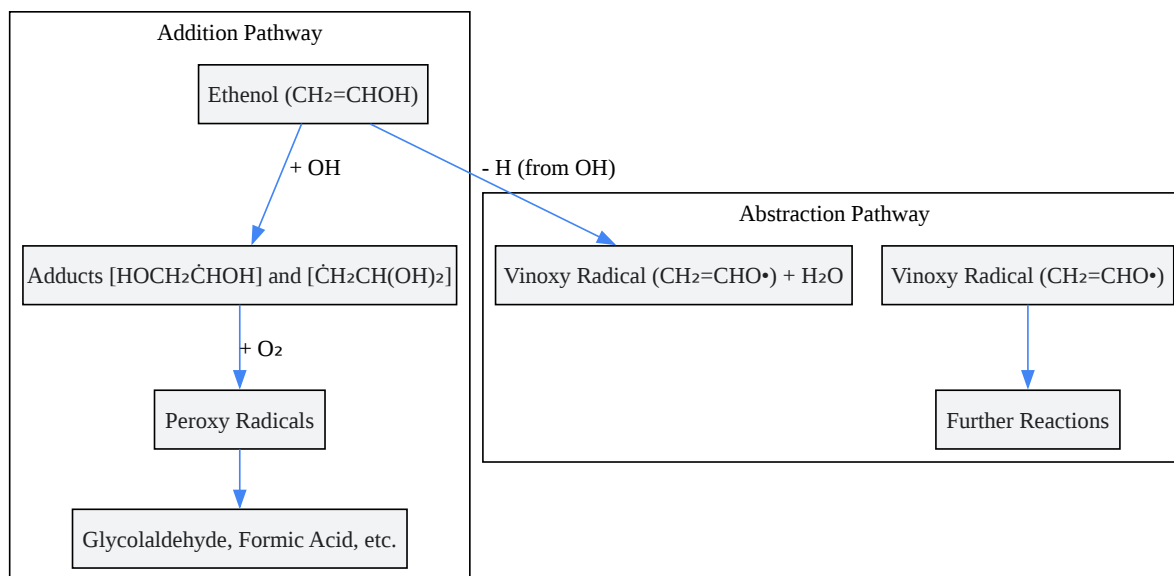 Addition Pathway
Ethenol (CH₂=CHOH)
+ OH
- H (from OH)
Abstraction Pathway
Adducts [HOCH₂ĊHOH] and [ĊH₂CH(OH)₂]
Vinoxy Radical (CH₂=CHO•) + H₂O
Vinoxy Radical (CH₂=CHO•)
+ O₂
Peroxy Radicals
Further Reactions
Glycolaldehyde, Formic Acid, etc.